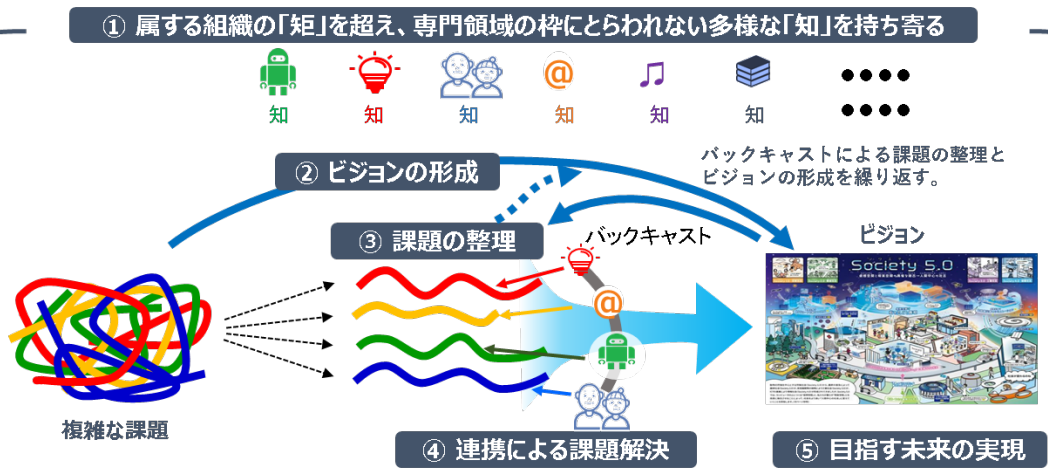 ① 属する組織の「矩」を超え、専門領域の枠にとらわれない多様な「知」を持ち寄る
@
知 知 知 知 知 知
バックキャストによる課題の整理と
ビジョンの形成を繰り返す。
② ビジョンの形成
③ 課題の整理
バックキャスト
ビジョン
Society 5.0
@
複雑な課題
④ 連携による課題解決
⑤ 目指す未来の実現